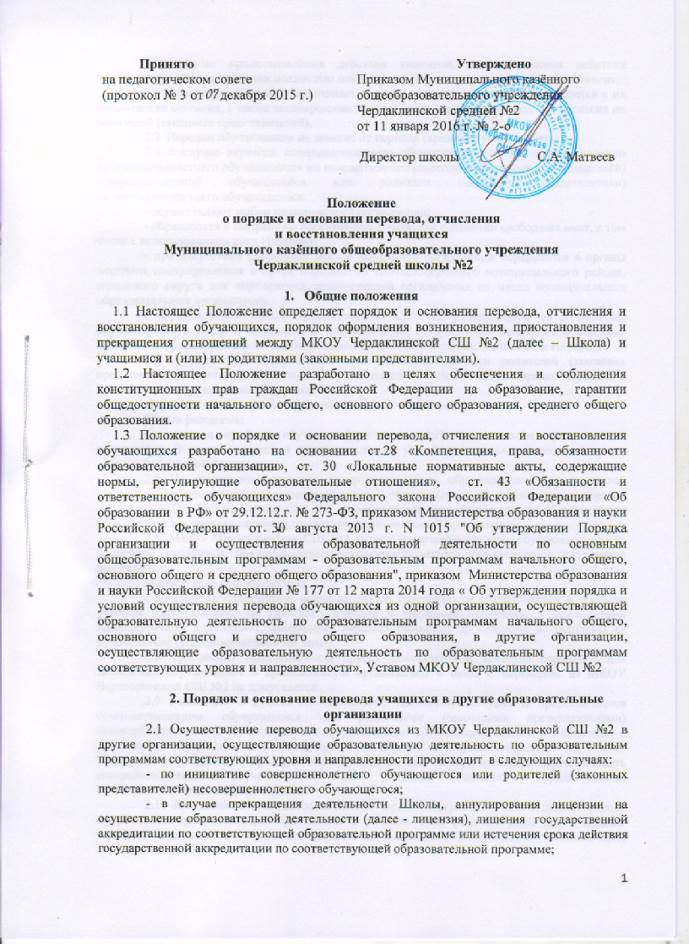 Принято
на педагогическом совете
(протокол № 3 от 07 декабря 2015 г.)
Утверждено
Приказом Муниципального казённого
общеобразовательного учреждения
Чердаклинской средней №2
от 11 января 2016 г. № 2-о
Директор школы С.А. Матвеев
МКОУ
Чердаклинская
СШ №2
Положение
о порядке и основании перевода, отчисления
и восстановления учащихся
Муниципального казённого общеобразовательного учреждения
Чердаклинской средней школы №2
1. Общие положения
1.1 Настоящее Положение определяет порядок и основания перевода, отчисления и
восстановления обучающихся, порядок оформления возникновения, приостановления и
прекращения отношений между МКОУ Чердаклинской СШ №2 (далее – Школа) и
учащимися и (или) их родителями (законными представителями).
1.2 Настоящее Положение разработано в целях обеспечения и соблюдения
конституционных прав граждан Российской Федерации на образование, гарантии
общедоступности начального общего, основного общего образования, среднего общего
образования.
1.3 Положение о порядке и основании перевода, отчисления и восстановления
обучающихся разработано на основании ст.28 «Компетенция, права, обязанности
образовательной организации», ст. 30 «Локальные нормативные акты, содержащие
нормы, регулирующие образовательные отношения», ст. 43 «Обязанности и
ответственность обучающихся» Федерального закона Российской Федерации «Об
образовании в РФ» от 29.12.12.г. № 273-ФЗ, приказом Министерства образования и науки
Российской Федерации от 30 августа 2013 г. N 1015 "Об утверждении Порядка
организации и осуществления образовательной деятельности по основным
общеобразовательным программам - образовательным программам начального общего,
основного общего и среднего общего образования", приказом Министерства образования
и науки Российской Федерации № 177 от 12 марта 2014 года « Об утверждении порядка и
условий осуществления перевода обучающихся из одной организации, осуществляющей
образовательную деятельность по образовательным программам начального общего,
основного общего и среднего общего образования, в другие организации,
осуществляющие образовательную деятельность по образовательным программам
соответствующих уровня и направленности», Уставом МКОУ Чердаклинской СШ №2
2. Порядок и основание перевода учащихся в другие образовательные
организации
2.1 Осуществление перевода обучающихся из МКОУ Чердаклинской СШ №2 в
другие организации, осуществляющие образовательную деятельность по образовательным
программам соответствующих уровня и направленности происходит в следующих случаях:
- по инициативе совершеннолетнего обучающегося или родителей (законных
представителей) несовершеннолетнего обучающегося;
- в случае прекращения деятельности Школы, аннулирования лицензии на
осуществление образовательной деятельности (далее - лицензия), лишения государственной
аккредитации по соответствующей образовательной программе или истечения срока действия
государственной аккредитации по соответствующей образовательной программе;
1